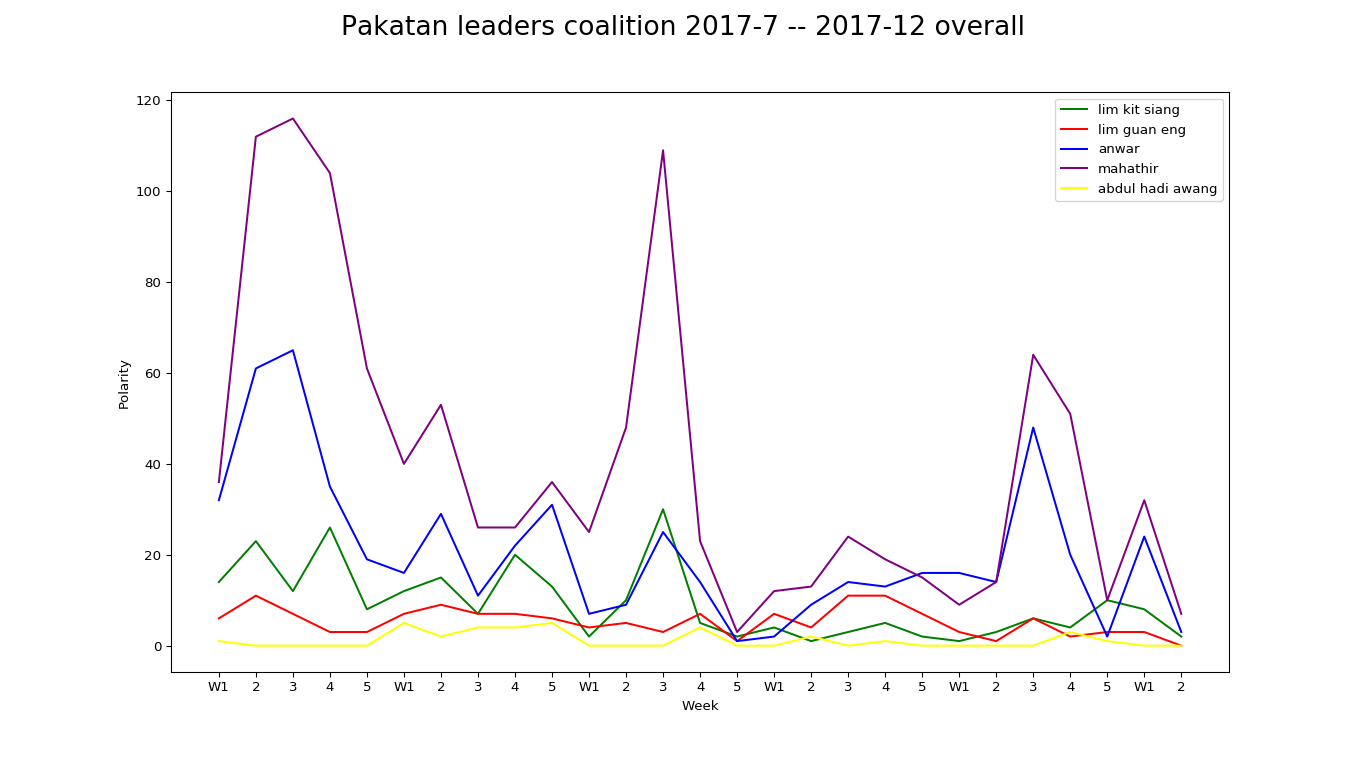 Pakatan leaders coalition 2017-7 -- 2017-12 overall
120
100
80
60
40
20
0
Polarity
lim kit siang
lim guan eng
anwar
mahathir
abdul hadi awang
W1 2 3 4 5 W1 2 3 4 5 W1 2 3 4 5 W1 2 3 4 5 W1 2 3 4 5 W1 2
Week